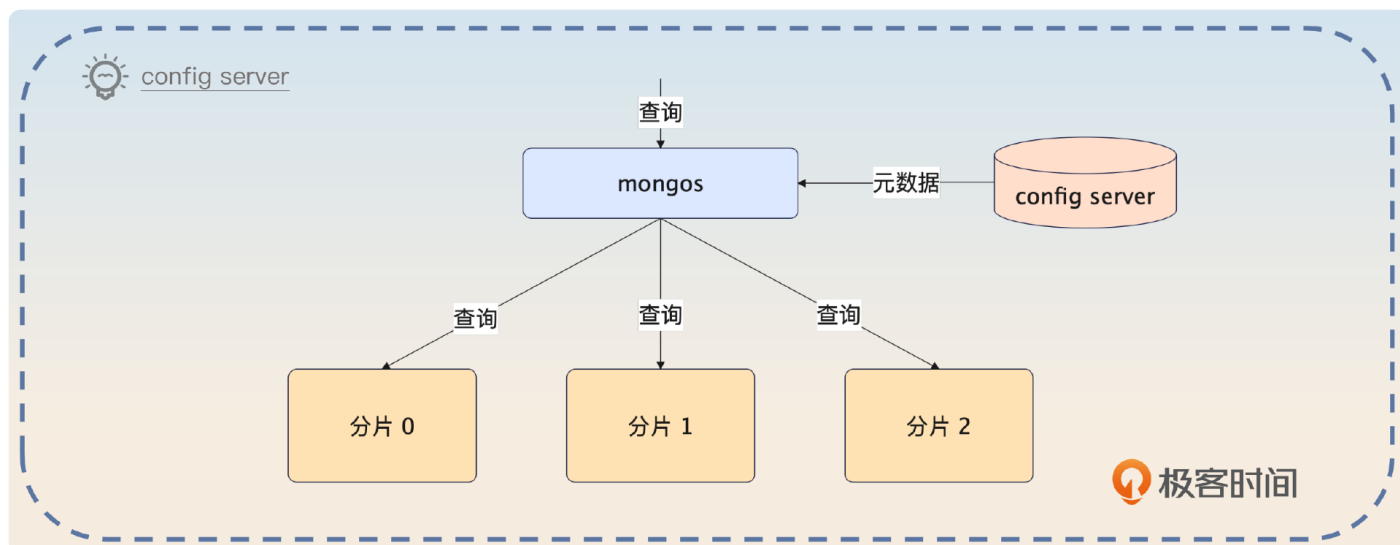 config server
查询
mongos
元数据
config server
查询
查询
查询
分片 0
分片 1
分片 2
极客时间